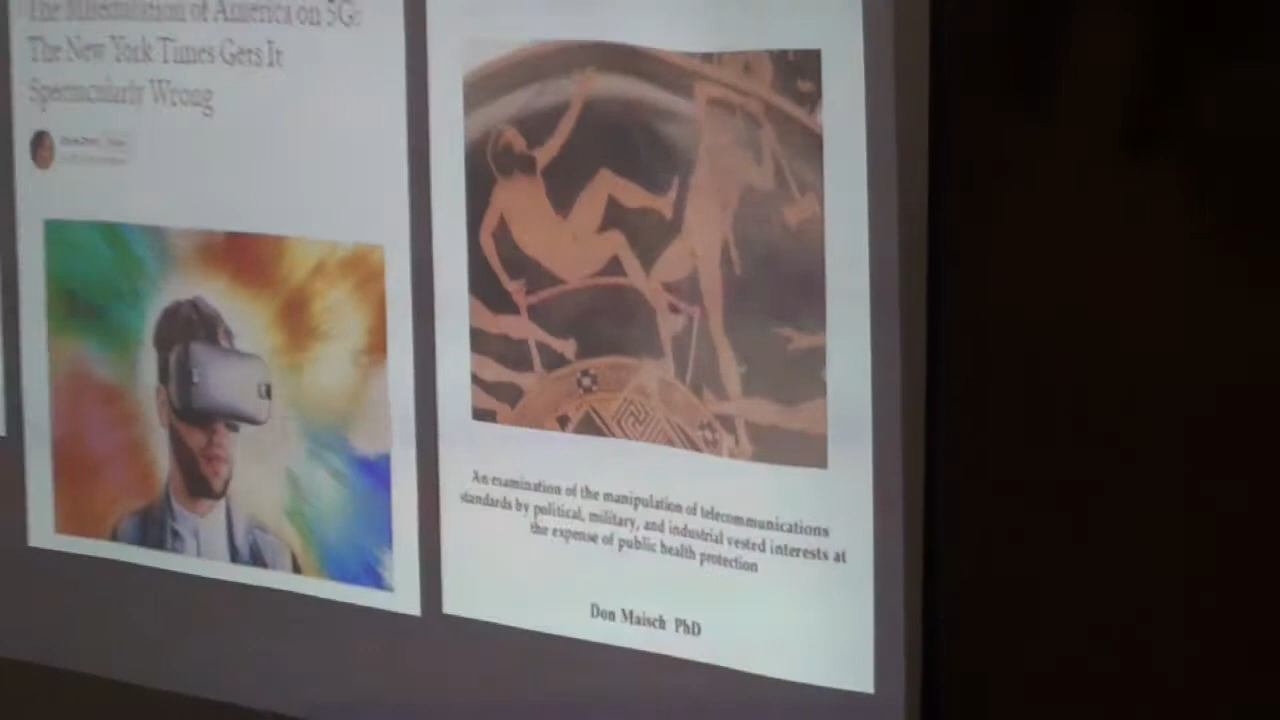 The Miseducation of America on 5G:
The New York Times Gets It
Spectacularly Wrong
An examination of the manipulation of telecommunications
standards by political, military, and industrial vested interests at
the expense of public health protection
Don Maisch PhD